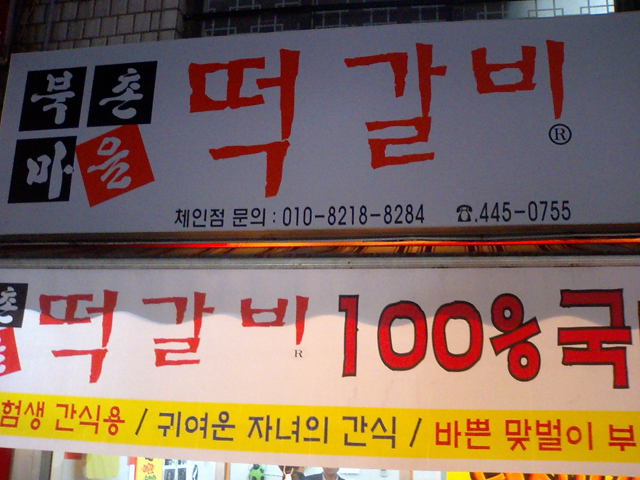 북촌
마을
떡갈비 ®
체인점 문의 : 010-8218-8284 ☎.445-0755
촌
떡갈비 R 100% 국
험생 간식용 / 귀여운 자녀의 간식 / 바쁜 맞벌이 부